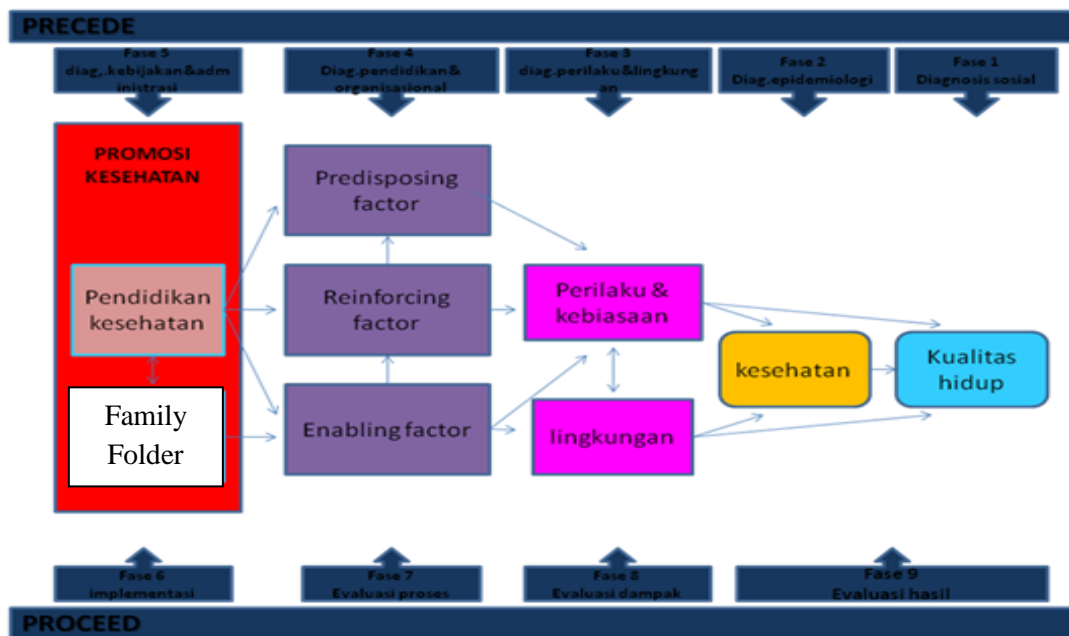 PRECEDE
Fase 5
diag,.kebijakan&adm
inistrasi
Fase 4
Diag.pendidikan&
organisasional
Fase 3
diag.perilaku&lingkung
an
Fase 2
Diag.epidemiologi
Fase 1
Diagnosis sosial
PROMOSI
KESEHATAN
Pendidikan
kesehatan
Family
Folder
Predisposing
factor
Reinforcing
factor
Enabling factor
Perilaku &
kebiasaan
lingkungan
kesehatan
Kualitas
hidup
Fase 6
implementasi
Fase 7
Evaluasi proses
Fase 8
Evaluasi dampak
Fase 9
Evaluasi hasil
PROCEED